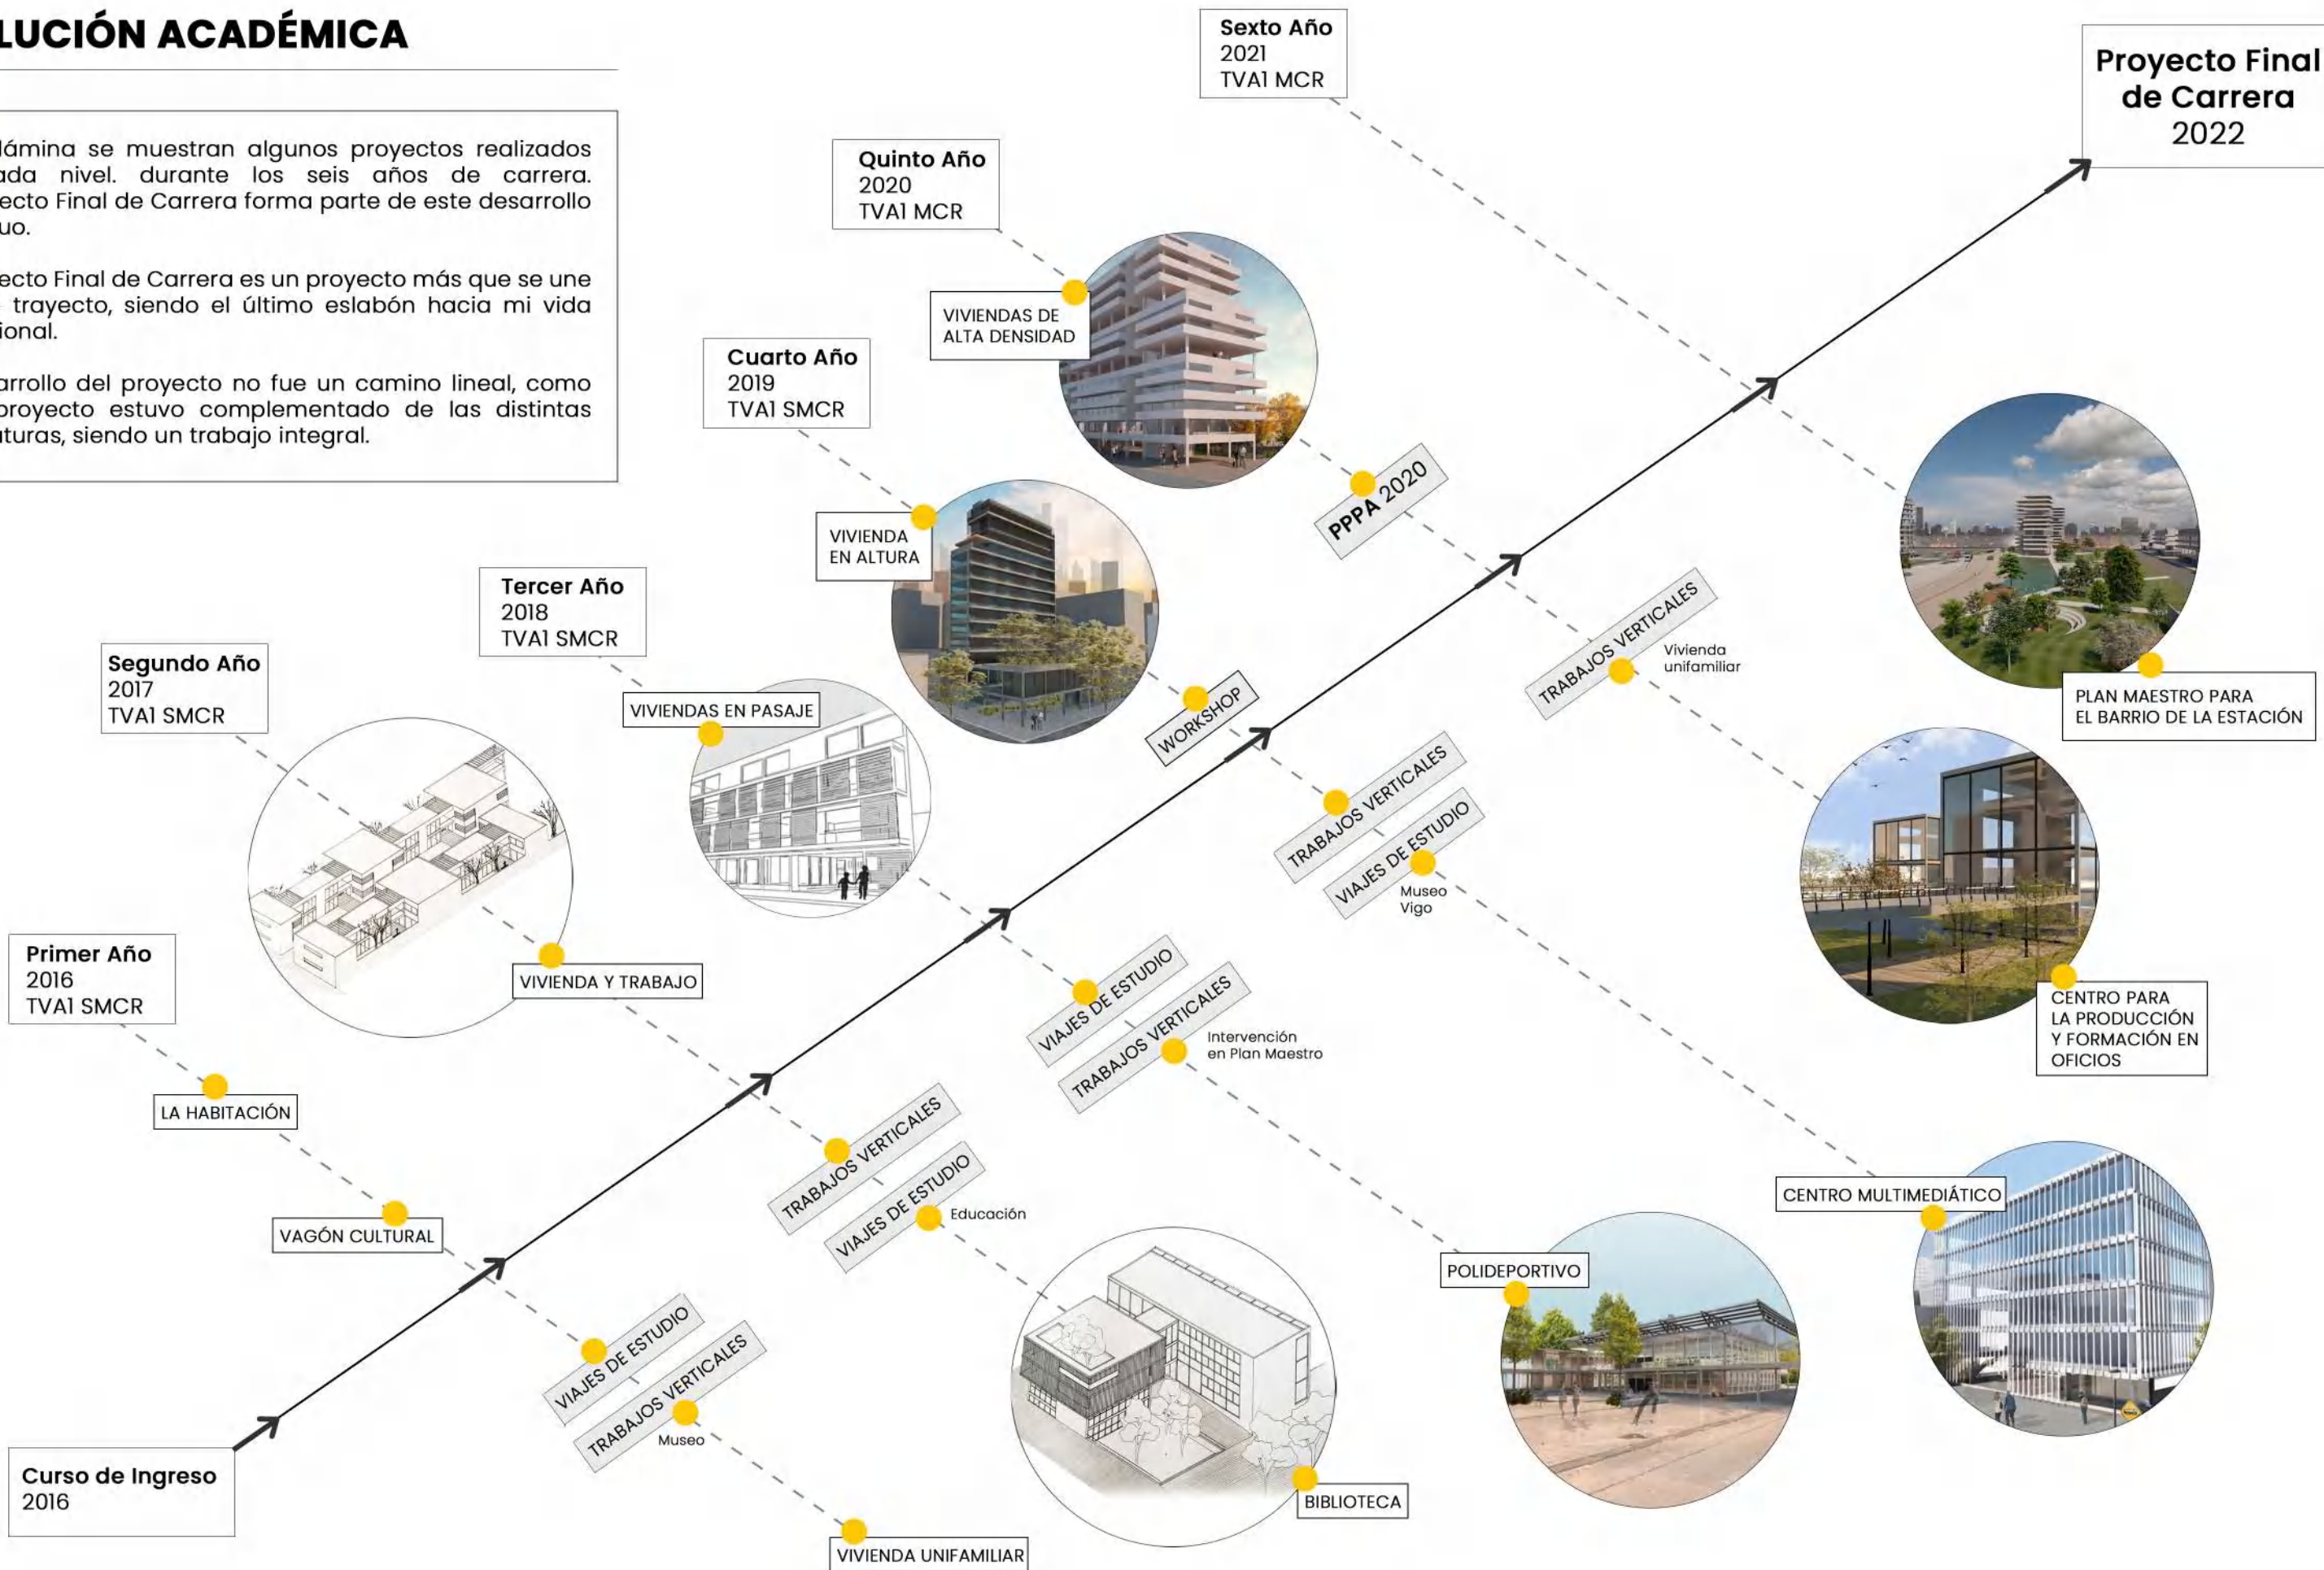 LUCIÓN ACADÉMICA
lámina se muestran algunos proyectos realizados
ada nivel. durante los seis años de carrera.
ecto Final de Carrera forma parte de este desarrollo
uo.
ecto Final de Carrera es un proyecto más que se une
trayecto, siendo el último eslabón hacia mi vida
ional.
arrollo del proyecto no fue un camino lineal, como
proyecto estuvo complementado de las distintas
aturas, siendo un trabajo integral.
Curso de Ingreso
2016
Primer Año
2016
TVA1 SMCR
LA HABITACIÓN
VAGÓN CULTURAL
VIAJES DE ESTUDIO
TRABAJOS VERTICALES
Museo
VIVIENDA UNIFAMILIAR
Segundo Año
2017
TVA1 SMCR
VIVIENDA Y TRABAJO
TRABAJOS VERTICALES
VIAJES DE ESTUDIO
Educación
BIBLIOTECA
Tercer Año
2018
TVA1 SMCR
VIVIENDAS EN PASAJE
VIAJES DE ESTUDIO
TRABAJOS VERTICALES
Intervención
en Plan Maestro
POLIDEPORTIVO
Cuarto Año
2019
TVA1 SMCR
VIVIENDA
EN ALTURA
WORKSHOP
TRABAJOS VERTICALES
VIAJES DE ESTUDIO
Museo
Vigo
CENTRO MULTIMEDIÁTICO
Quinto Año
2020
TVA1 MCR
VIVIENDAS DE
ALTA DENSIDAD
PPPA 2020
TRABAJOS VERTICALES
Vivienda
unifamiliar
CENTRO PARA
LA PRODUCCIÓN
Y FORMACIÓN EN
OFICIOS
Sexto Año
2021
TVA1 MCR
PLAN MAESTRO PARA
EL BARRIO DE LA ESTACIÓN
Proyecto Final
de Carrera
2022